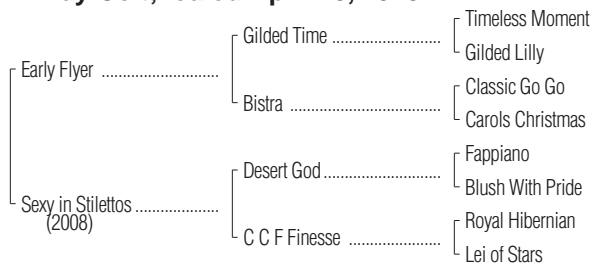 Timeless Moment
Gilded Time
Gilded Lilly
Early Flyer
Classic Go Go
Bistra
Carols Christmas
Fappiano
Desert God
Blush With Pride
Sexy in Stilettos
(2008)
Royal Hibernian
C C F Finesse
Lei of Stars